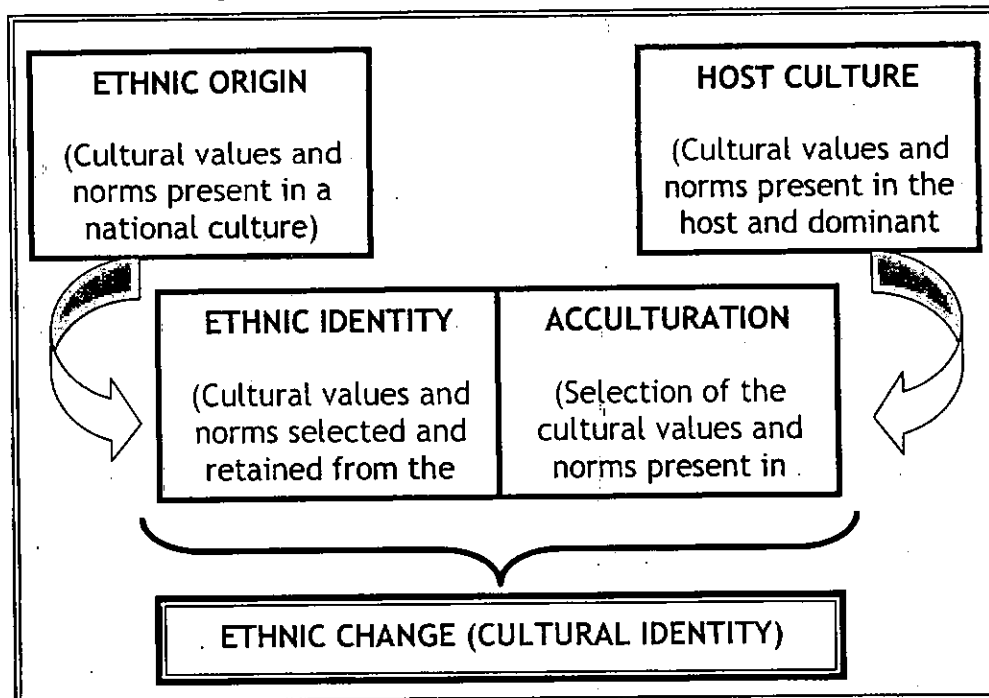 ETHNIC ORIGIN
(Cultural values and
norms present in a
national culture)
HOST CULTURE
(Cultural values and
norms present in the
host and dominant
ETHNIC IDENTITY
(Cultural values and
norms selected and
retained from the
ACCULTURATION
(Selection of the
cultural values and
norms present in
ETHNIC CHANGE (CULTURAL IDENTITY)